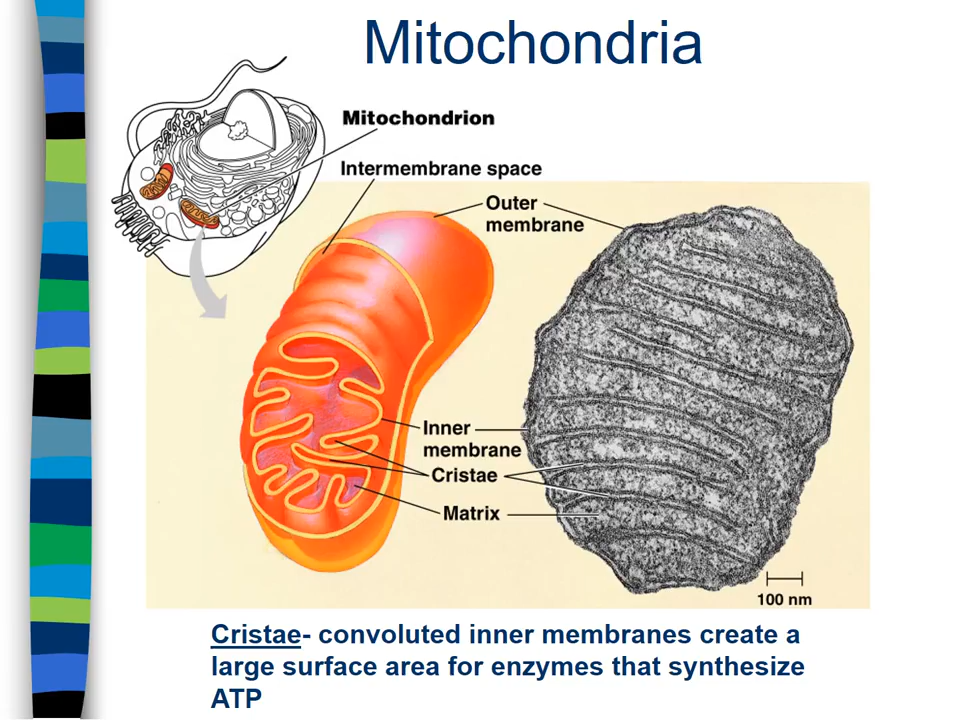 Mitochondria
Mitochondrion
Intermembrane space
Outer
membrane
Inner
membrane
Cristae
Matrix
100 nm
Cristae- convoluted inner membranes create a
large surface area for enzymes that synthesize
ATP